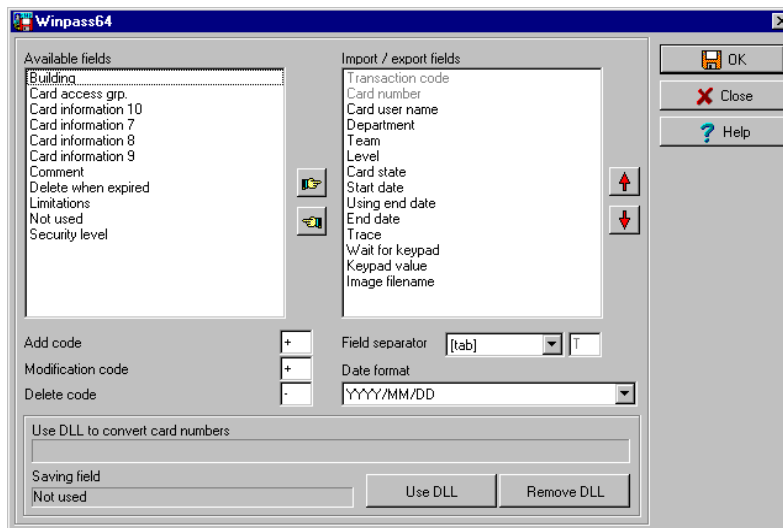 Winpass64
Available fields
Building
Card access grp.
Card information 10
Card information 7
Card information 8
Card information 9
Comment
Delete when expired
Limitations
Not used
Security level
Import / export fields
Transaction code
Card number
Card user name
Department
Team
Level
Card state
Start date
Using end date
End date
Trace
Wait for keypad
Keypad value
Image filename
OK
Close
Help
Add code +
Modification code +
Delete code -
Field separator [tab] T
Date format
YYYY/MM/DD
Use DLL to convert card numbers
Saving field
Not used
Use DLL Remove DLL